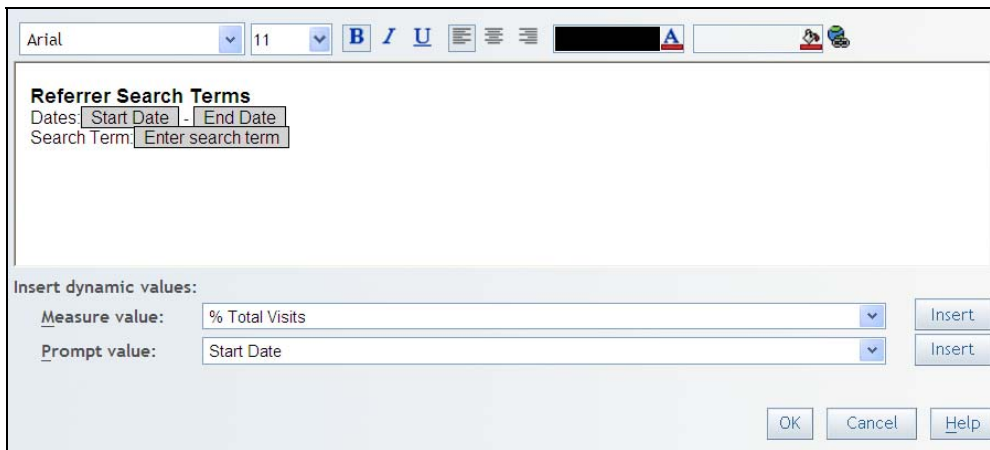 Arial 11 B I U A
Referrer Search Terms
Dates: Start Date - End Date
Search Term: Enter search term
Insert dynamic values:
Measure value: % Total Visits Insert
Prompt value: Start Date Insert
OK Cancel Help